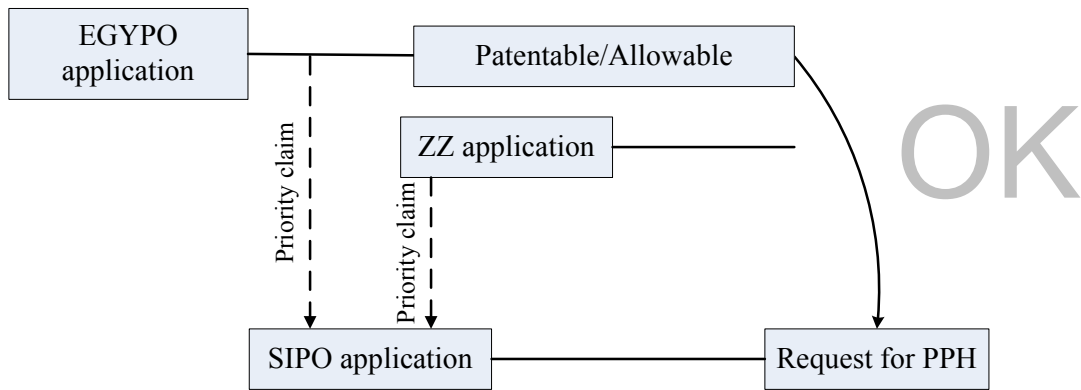 EGYPO
application
Patentable/Allowable
OK
ZZ application
Priority claim
Priority claim
SIPO application
Request for PPH